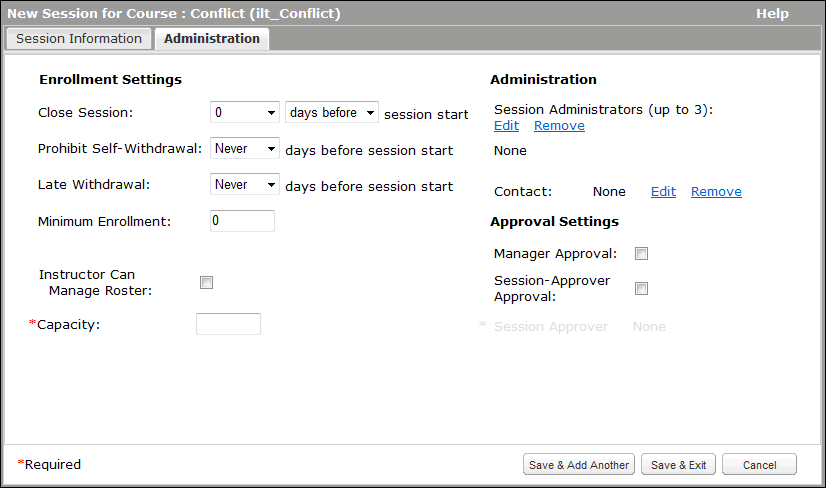 New Session for Course : Conflict (ilt_Conflict)
Help
Session Information
Administration
Enrollment Settings
Close Session: 0 days before session start
Prohibit Self-Withdrawal: Never days before session start
Late Withdrawal: Never days before session start
Minimum Enrollment: 0
Instructor Can
Manage Roster:
*Capacity:
Administration
Session Administrators (up to 3):
Edit Remove
None
Contact: None Edit Remove
Approval Settings
Manager Approval:
Session-Approver
Approval:
* Session Approver None
*Required
Save & Add Another
Save & Exit
Cancel